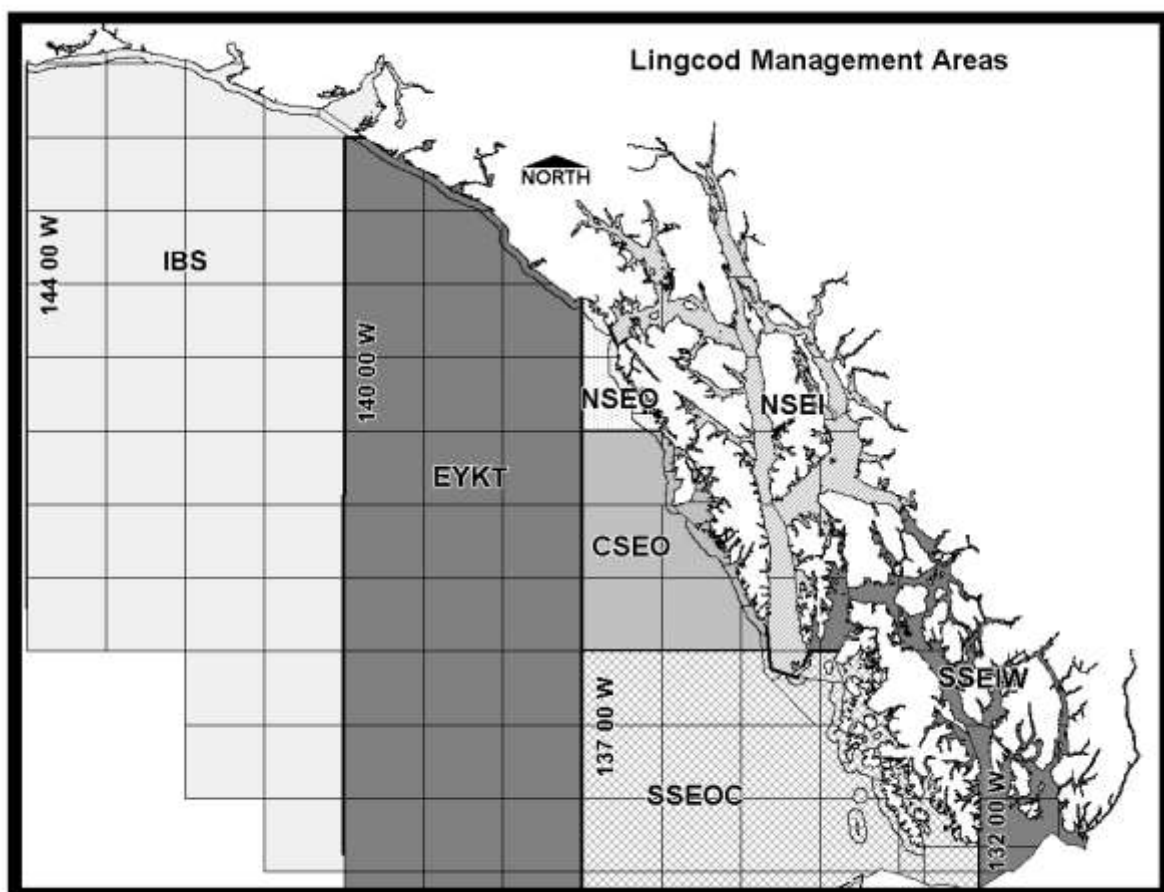 Lingcod Management Areas
NORTH
144 00 W
IBS
140 00 W
NSEO
NSEI
EYKT
CSEO
137 00 W
SSEIW
SSEOC
132 00 W